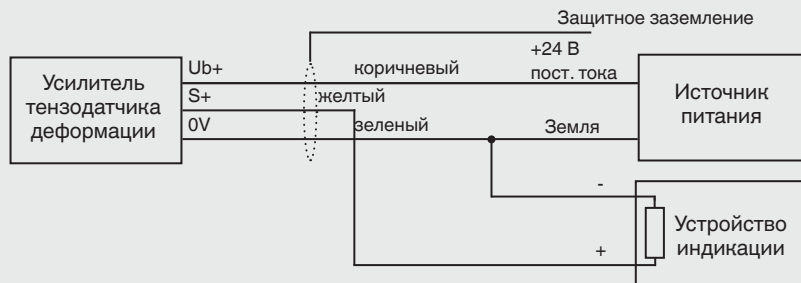 Защитное заземление
+24 В
пост. тока
Усилитель
тензодатчика
деформации
Ub+
коричневый
S+
желтый
0V
зеленый
Земля
Источник
питания
-
+
Устройство
индикации